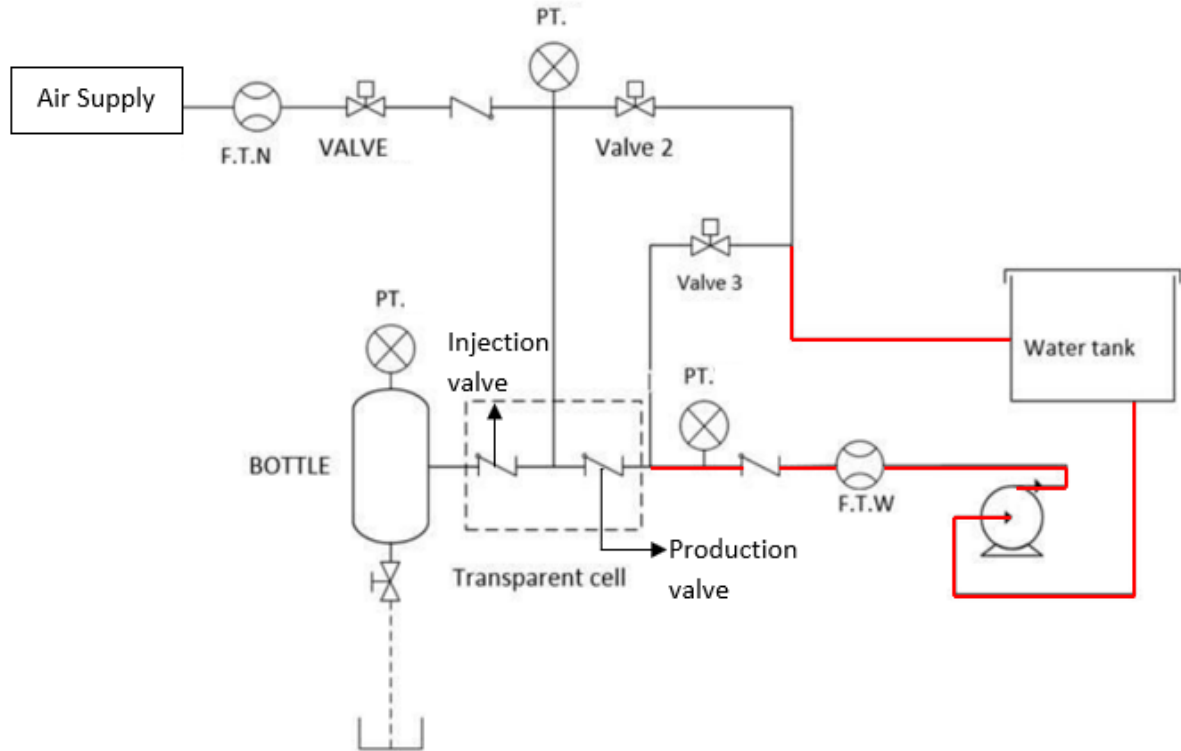 PT.
Air Supply
F.T.N
VALVE
Valve 2
Valve 3
PT.
Injection
valve
PT.
Water tank
BOTTLE
F.T.W
Transparent cell
Production
valve